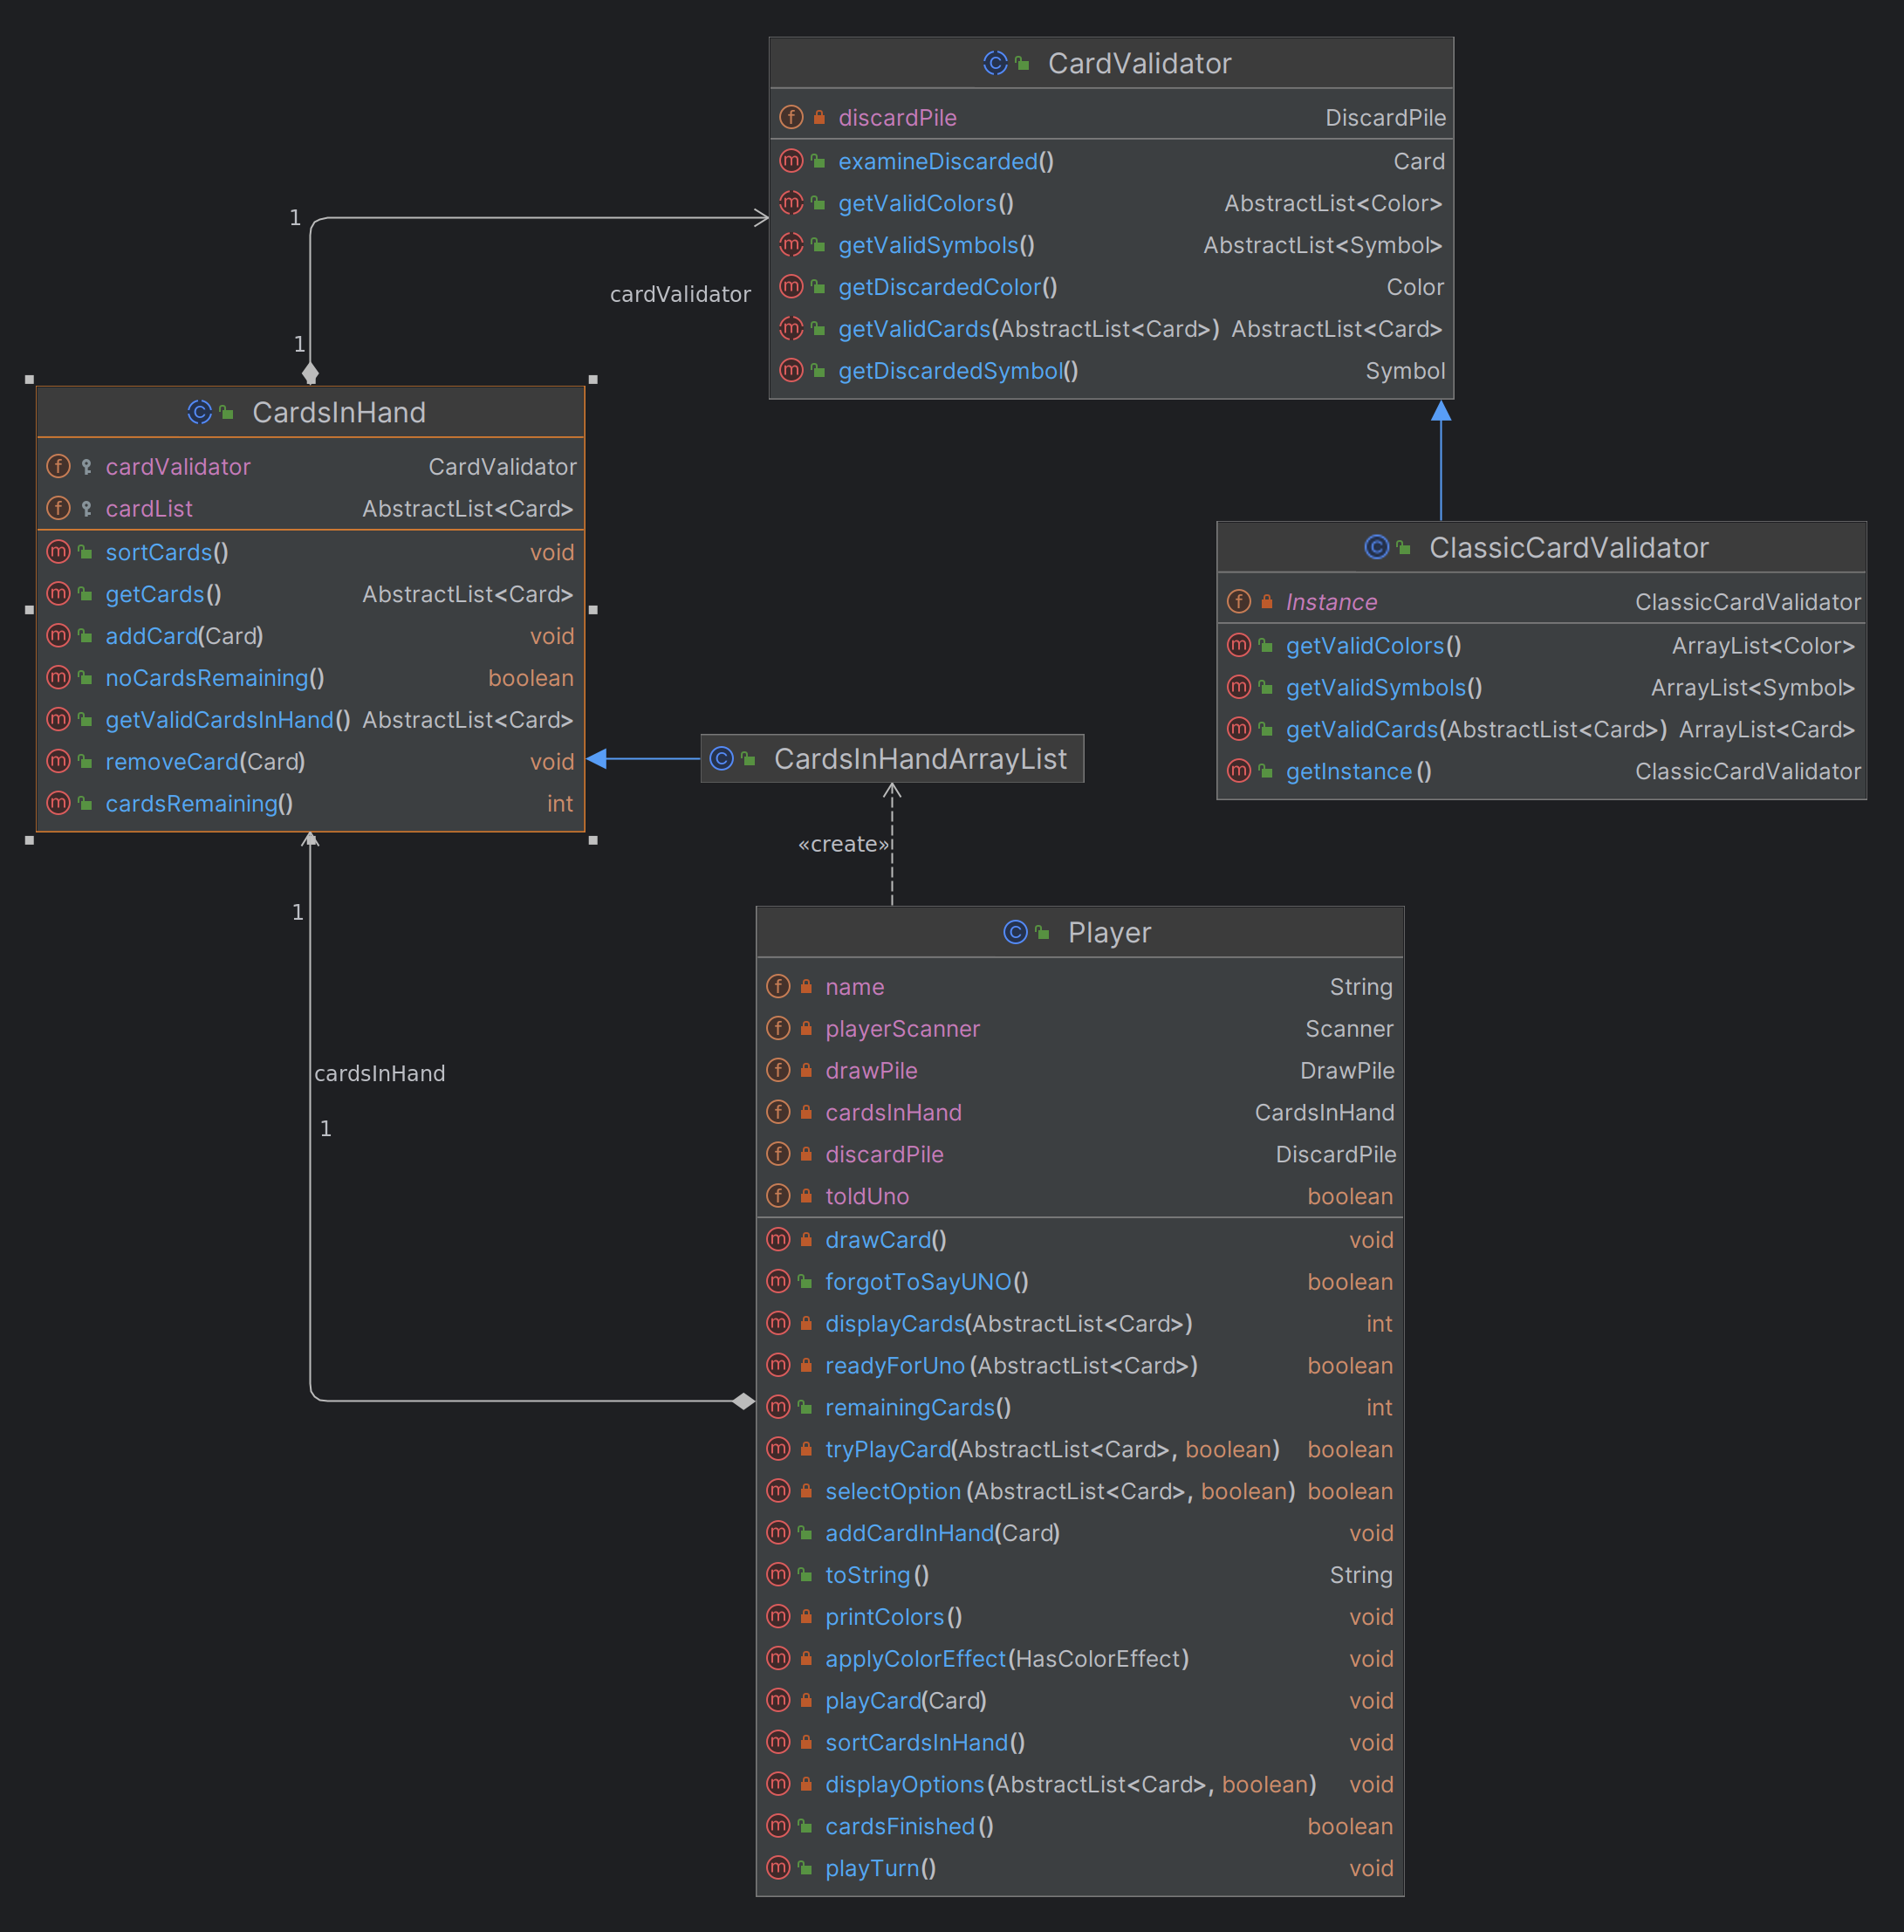 CardValidator
discardPile DiscardPile
examineDiscarded() Card
getValidColors() AbstractList<Color>
getValidSymbols() AbstractList<Symbol>
getDiscardedColor() Color
getValidCards(AbstractList<Card>) AbstractList<Card>
getDiscardedSymbol() Symbol
1
cardValidator
1
CardsInHand
cardValidator CardValidator
cardList AbstractList<Card>
sortCards() void
getCards() AbstractList<Card>
addCard(Card) void
noCardsRemaining() boolean
getValidCardsInHand() AbstractList<Card>
removeCard(Card) void
cardsRemaining() int
ClassicCardValidator
Instance ClassicCardValidator
getValidColors() ArrayList<Color>
getValidSymbols() ArrayList<Symbol>
getValidCards(AbstractList<Card>) ArrayList<Card>
getInstance() ClassicCardValidator
CardsInHandArrayList
«create»
1
cardsInHand
1
Player
name String
playerScanner Scanner
drawPile DrawPile
cardsInHand CardsInHand
discardPile DiscardPile
toldUno boolean
drawCard() void
forgotToSayUNO() boolean
displayCards(AbstractList<Card>) int
readyForUno(AbstractList<Card>) boolean
remainingCards() int
tryPlayCard(AbstractList<Card>, boolean) boolean
selectOption(AbstractList<Card>, boolean) boolean
addCardInHand(Card) void
toString() String
printColors() void
applyColorEffect(HasColorEffect) void
playCard(Card) void
sortCardsInHand() void
displayOptions(AbstractList<Card>, boolean) void
cardsFinished() boolean
playTurn() void